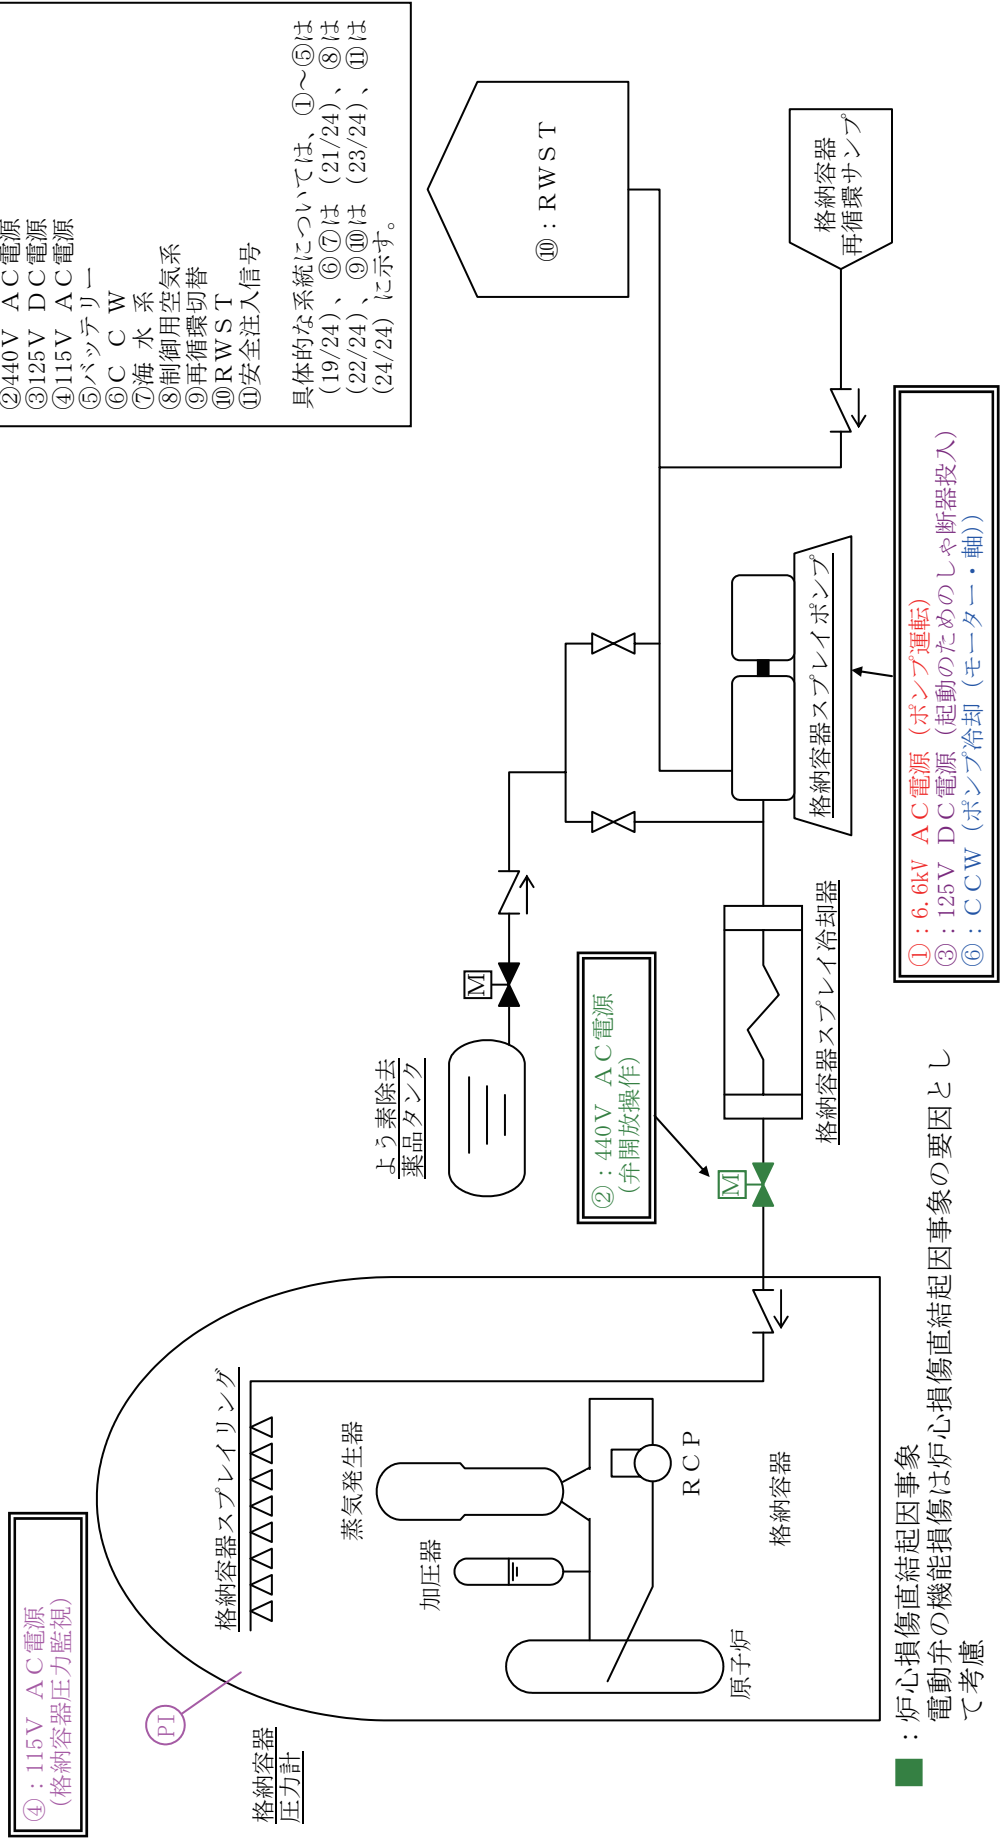 ④：115V AC電源
(格納容器圧力監視)
PI
格納容器
圧力計
格納容器スプレイリング
蒸気発生器
加圧器
原子炉
RCP
格納容器
よう素除去
薬品タンク
M
②：440V AC電源
(弁開放操作)
M
格納容器スプレイ冷却器
格納容器スプレイポンプ
①：6.6kV AC電源（ポンプ運転）
③：125V DC電源（起動のためのしゃ断器投入）
⑥：CCW（ポンプ冷却（モーター・軸））
②440V AC電源
③125V DC電源
④115V AC電源
⑤バッテリー
⑥C C W
⑦海 水 系
⑧制御用空気系
⑨再循環切替
⑩RWST
⑪安全注入信号
具体的な系統については、①～⑤は
(19/24)、⑥⑦は（21/24）、⑧は
(22/24)、⑨⑩は（23/24）、⑪は
(24/24）に示す。
⑩：RWST
格納容器
再循環サンプ
：炉心損傷直結起因事象
電動弁の機能損傷は炉心損傷直結起因事象の要因とし
て考慮